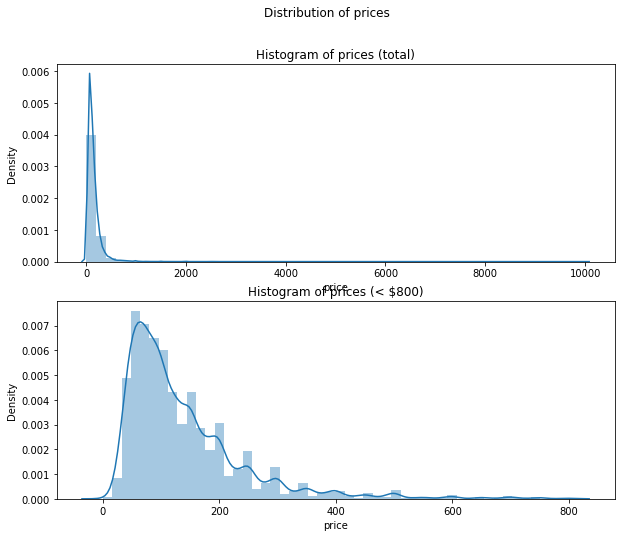 Distribution of prices
Histogram of prices (total)
0.006
0.005
0.004
0.003
0.002
0.001
0.000
Density
0 2000 4000 6000 8000 10000
price
Histogram of prices (< $800)
0.007
0.006
0.005
0.004
0.003
0.002
0.001
0.000
Density
0 200 400 600 800
price